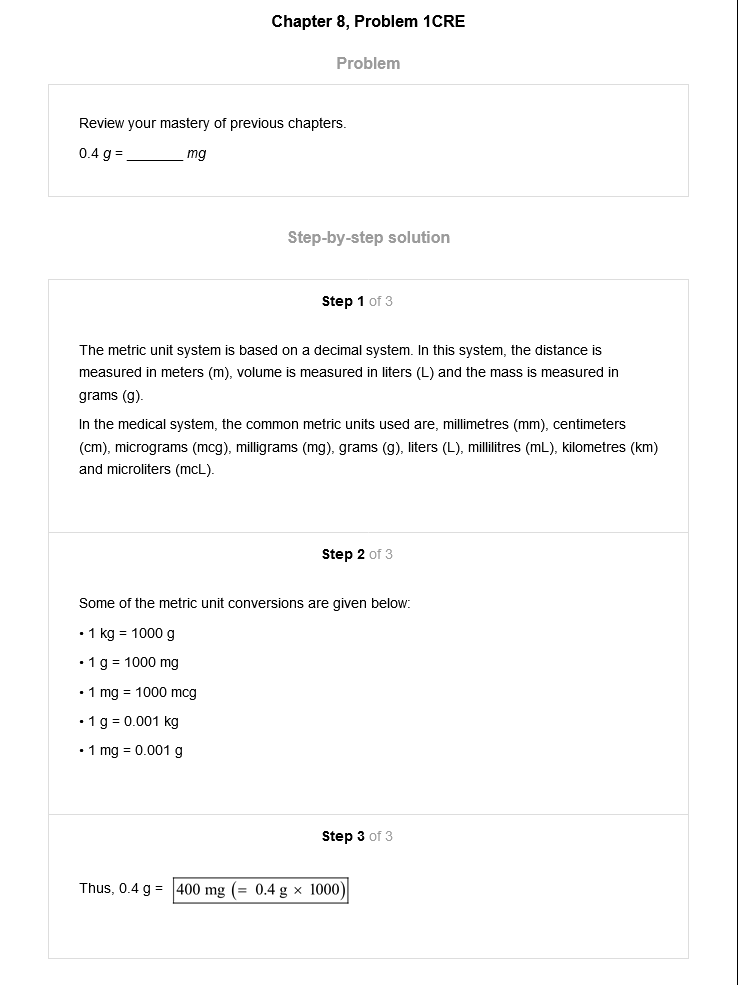 Chapter 8, Problem 1CRE
Problem
Review your mastery of previous chapters.
0.4 g = _______ mg
Step-by-step solution
Step 1 of 3
The metric unit system is based on a decimal system. In this system, the distance is
measured in meters (m), volume is measured in liters (L) and the mass is measured in
grams (g).
In the medical system, the common metric units used are, millimetres (mm), centimeters
(cm), micrograms (mcg), milligrams (mg), grams (g), liters (L), millilitres (mL), kilometres (km)
and microliters (mcL).
Step 2 of 3
Some of the metric unit conversions are given below:
• 1 kg = 1000 g
• 1 g = 1000 mg
• 1 mg = 1000 mcg
• 1 g = 0.001 kg
• 1 mg = 0.001 g
Step 3 of 3
Thus, 0.4 g = 400 mg (= 0.4 g × 1000)